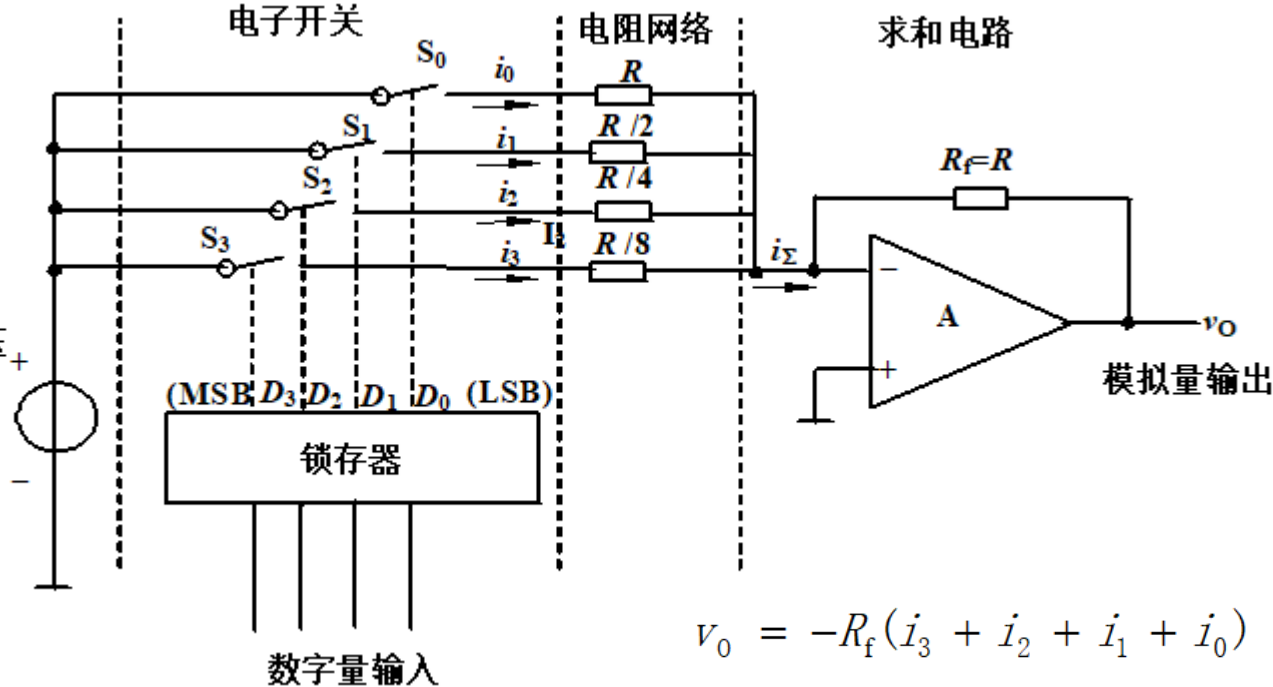 电子开关
电阻网络
求和电路
S0
i0
R
S1
i1
R /2
S2
i2
R /4
S3
I2
i3
R /8
Rf=R
iΣ
−
A
+
vO
模拟量输出
+
−
(MSB D3 D2 D1 D0 (LSB)
锁存器
数字量输入
v0 = -Rf(i3 + i2 + i1 + i0)